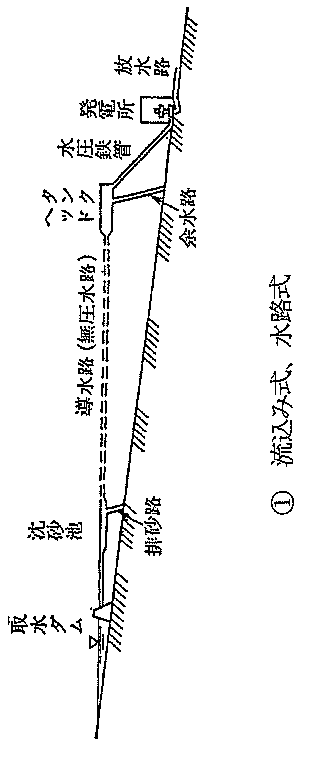 取水ダム
沈砂池
排砂路
導水路(無圧水路)
ヘッドタンク
余水路
水圧鉄管
発電所
放水路
① 流込み式、水路式